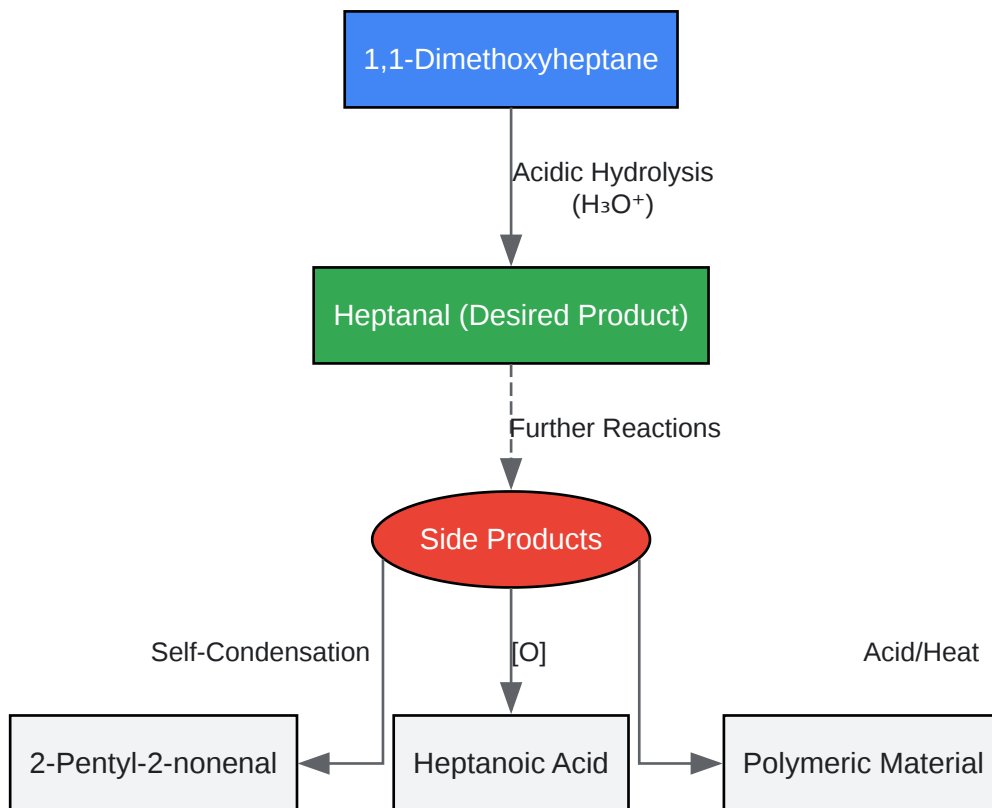 1,1-Dimethoxyheptane
Acidic Hydrolysis
(H₃O⁺)
Heptanal (Desired Product)
Further Reactions
Side Products
Self-Condensation
[O]
Acid/Heat
2-Pentyl-2-nonenal
Heptanoic Acid
Polymeric Material